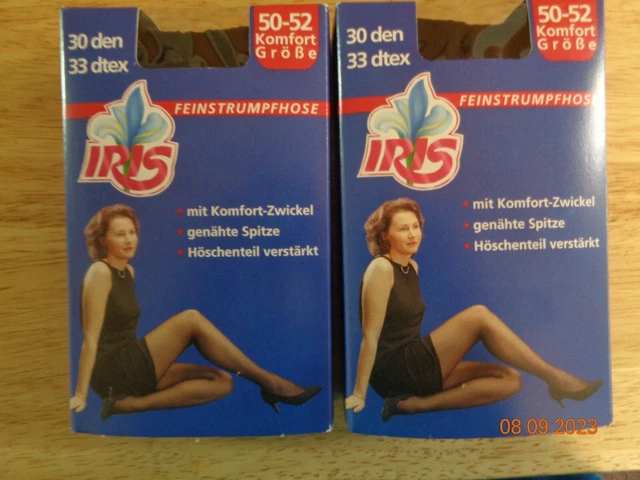 30 den
33 dtex
50-52
Komfort
Größe
FEINSTRUMPFHOSE
IRIS
mit Komfort-Zwickel
genähte Spitze
Höschenteil verstärkt
30 den
33 dtex
50-52
Komfort
Größe
FEINSTRUMPFHOSE
IRIS
mit Komfort-Zwickel
genähte Spitze
Höschenteil verstärkt
08 09 2023